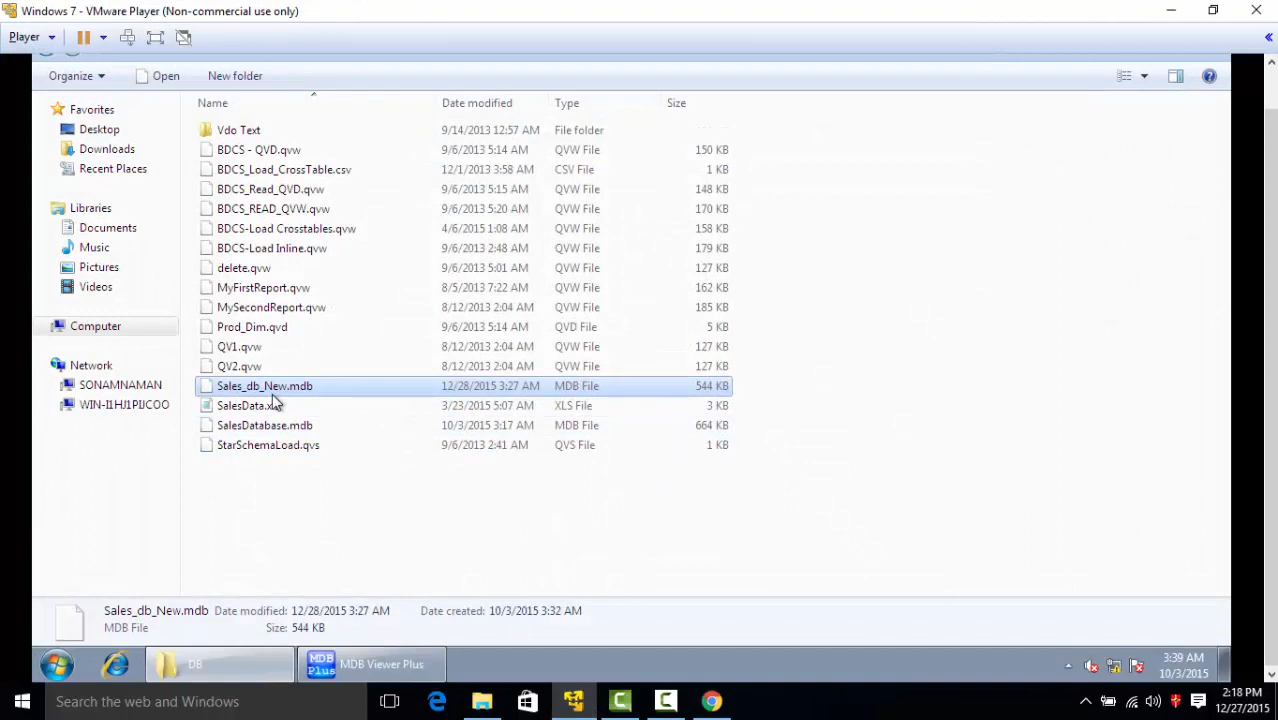 Windows 7 - VMware Player (Non-commercial use only)
Player
Organize Open New folder
Name Date modified Type Size
Favorites
Desktop
Downloads
Recent Places
Libraries
Documents
Music
Pictures
Videos
Computer
Network
SONAMNAMAN
WIN-I1HJ1PIJCOO
Vdo Text 9/14/2013 12:57 AM File folder
BDCS - QVD.qvw 9/6/2013 5:14 AM QVW File 150 KB
BDCS_Load_CrossTable.csv 12/1/2013 3:58 AM CSV File 1 KB
BDCS_Read_QVD.qvw 9/6/2013 5:15 AM QVW File 148 KB
BDCS_READ_QVW.qvw 9/6/2013 5:20 AM QVW File 170 KB
BDCS-Load Crosstables.qvw 4/6/2015 1:08 AM QVW File 158 KB
BDCS-Load Inline.qvw 9/6/2013 2:48 AM QVW File 179 KB
delete.qvw 9/6/2013 5:01 AM QVW File 127 KB
MyFirstReport.qvw 8/5/2013 7:22 AM QVW File 162 KB
MySecondReport.qvw 8/12/2013 2:04 AM QVW File 185 KB
Prod_Dim.qvd 9/6/2013 5:14 AM QVD File 5 KB
QV1.qvw 8/12/2013 2:04 AM QVW File 127 KB
QV2.qvw 8/12/2013 2:04 AM QVW File 127 KB
Sales_db_New.mdb 12/28/2015 3:27 AM MDB File 544 KB
SalesData.x 3/23/2015 5:07 AM XLS File 3 KB
SalesDatabase.mdb 10/3/2015 3:17 AM MDB File 664 KB
StarSchemaLoad.qvs 9/6/2013 2:41 AM QVS File 1 KB
Sales_db_New.mdb Date modified: 12/28/2015 3:27 AM Date created: 10/3/2015 3:32 AM
MDB File Size: 544 KB
DB
MDB Plus
MDB Viewer Plus
3:39 AM
10/3/2015
Search the web and Windows
2:18 PM
12/27/2015